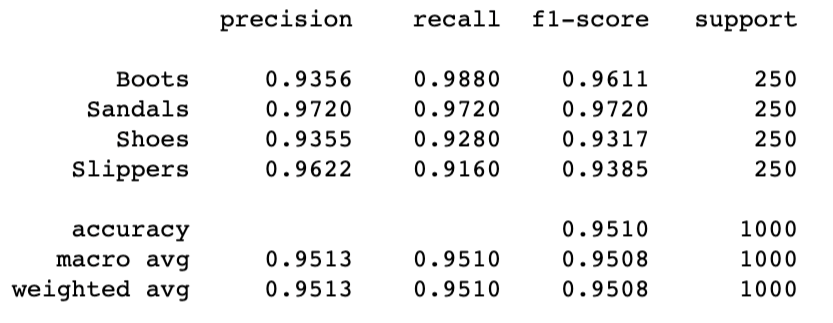 precision recall f1-score support
Boots 0.9356 0.9880 0.9611 250
Sandals 0.9720 0.9720 0.9720 250
Shoes 0.9355 0.9280 0.9317 250
Slippers 0.9622 0.9160 0.9385 250
accuracy 0.9510 1000
macro avg 0.9513 0.9510 0.9508 1000
weighted avg 0.9513 0.9510 0.9508 1000